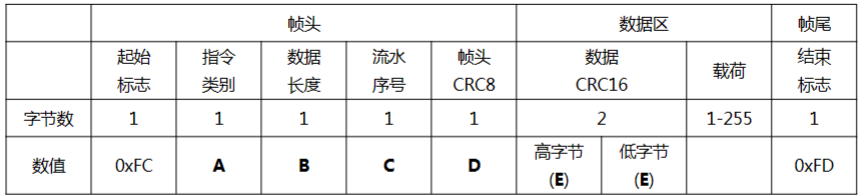 帧头 数据区 帧尾
起始标志 指令类别 数据长度 流水序号 帧头CRC8 数据CRC16 载荷 结束标志
字节数 1 1 1 1 1 2 1-255 1
数值 0xFC A B C D 高字节(E) 低字节(E) 0xFD